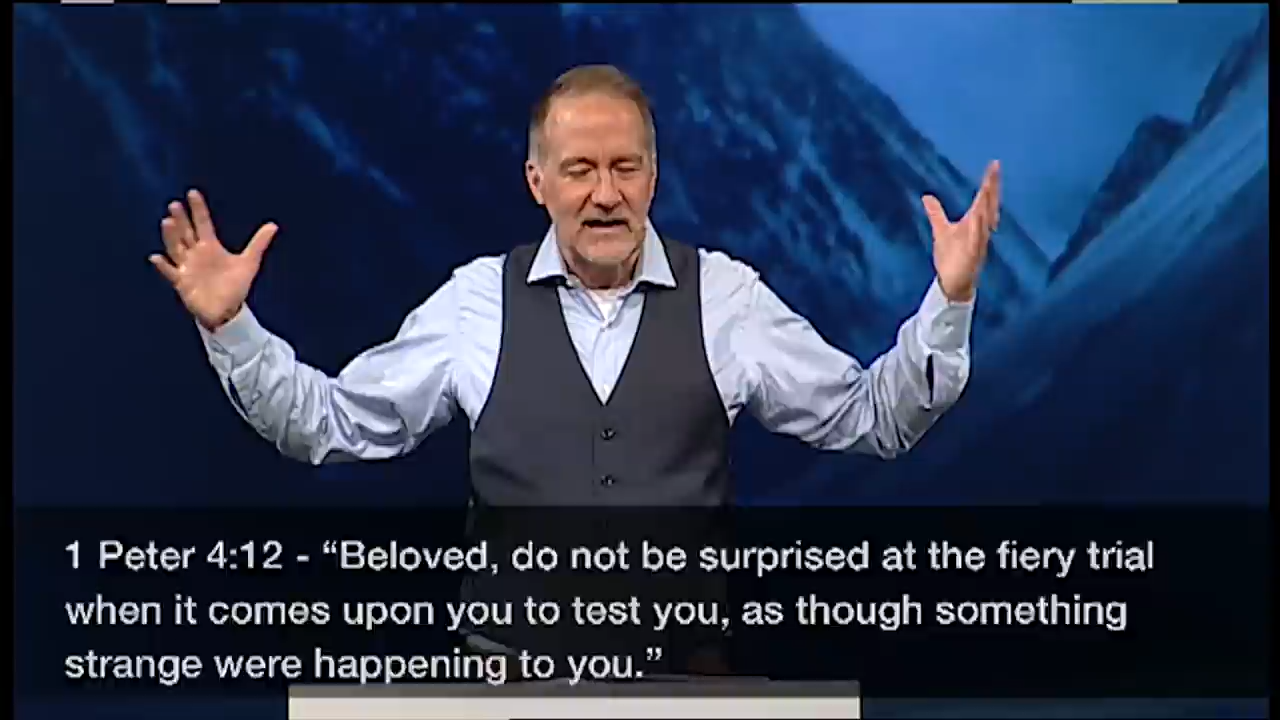 1 Peter 4:12 - “Beloved, do not be surprised at the fiery trial
when it comes upon you to test you, as though something
strange were happening to you.”